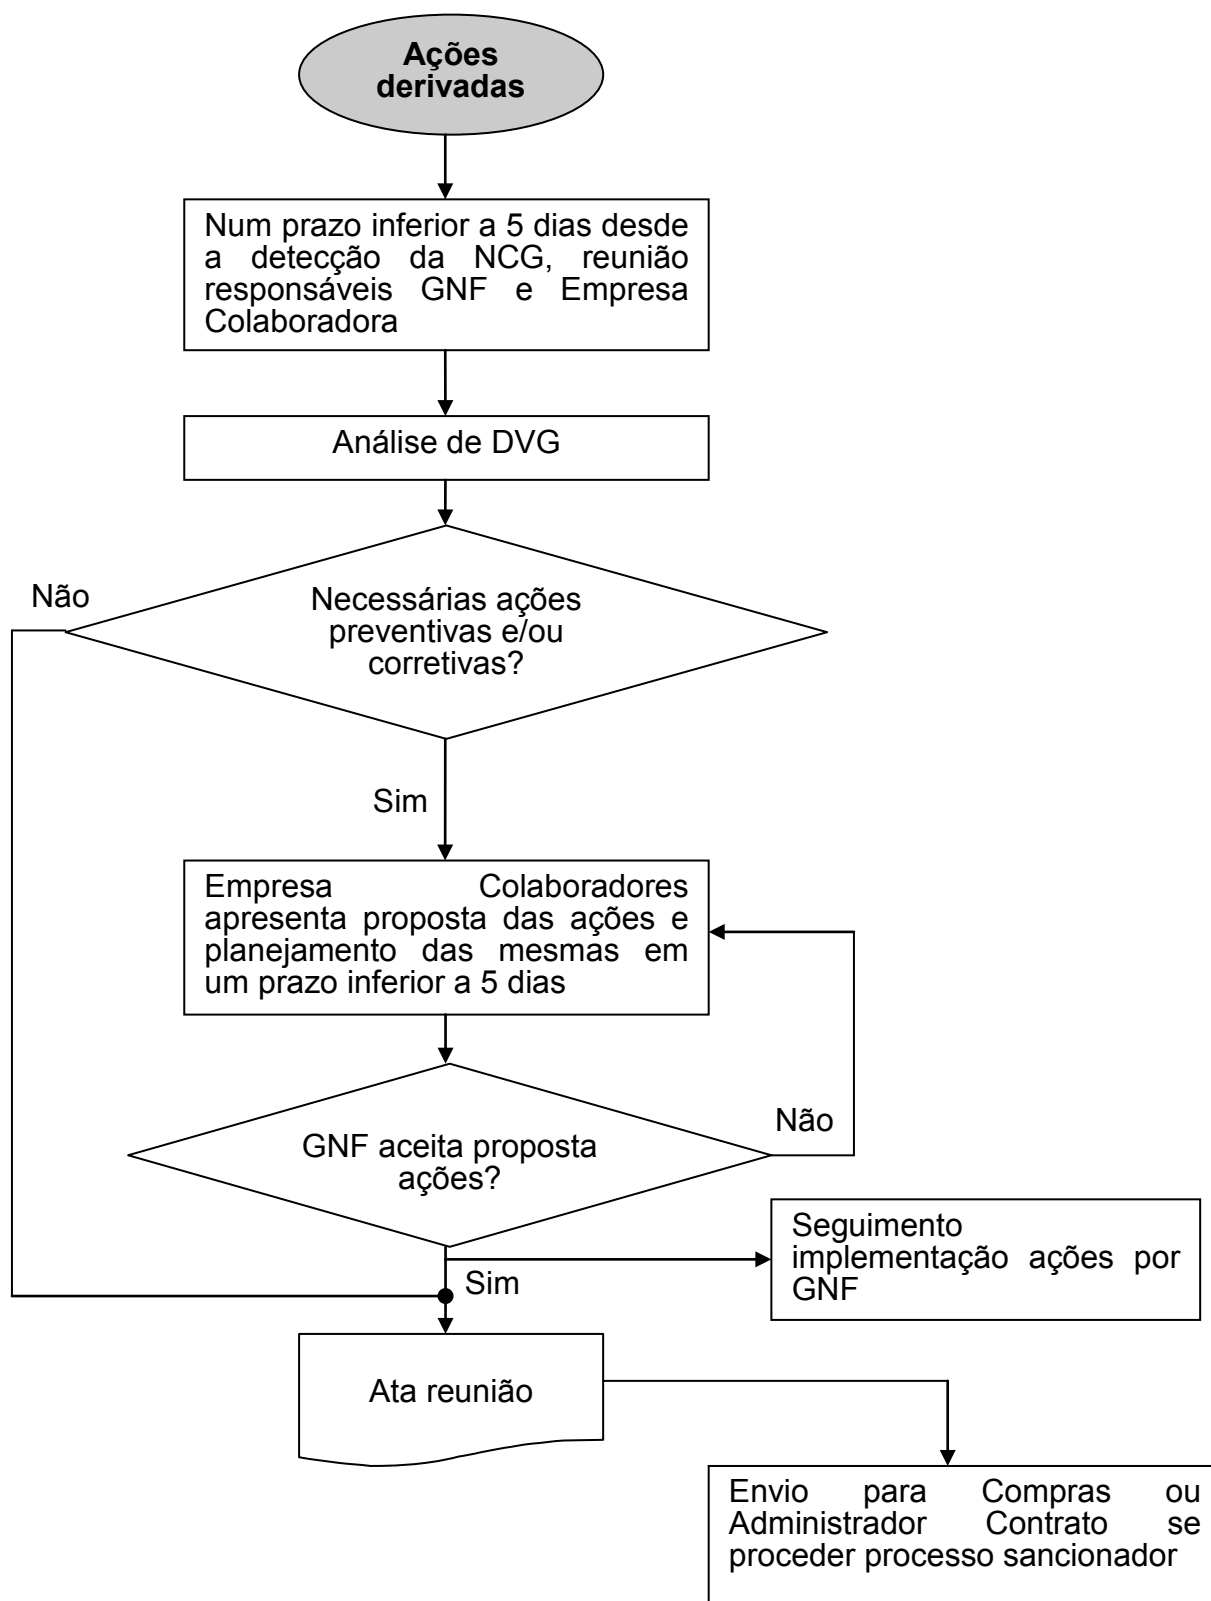 Ações
derivadas
Num prazo inferior a 5 dias desde
a detecção da NCG, reunião
responsáveis GNF e Empresa
Colaboradora
Análise de DVG
Não
Necessárias ações
preventivas e/ou
corretivas?
Sim
Empresa Colaboradores
apresenta proposta das ações e
planejamento das mesmas em
um prazo inferior a 5 dias
Não
GNF aceita proposta
ações?
Seguimento
implementação ações por
GNF
Sim
Ata reunião
Envio para Compras ou
Administrador Contrato se
proceder processo sancionador